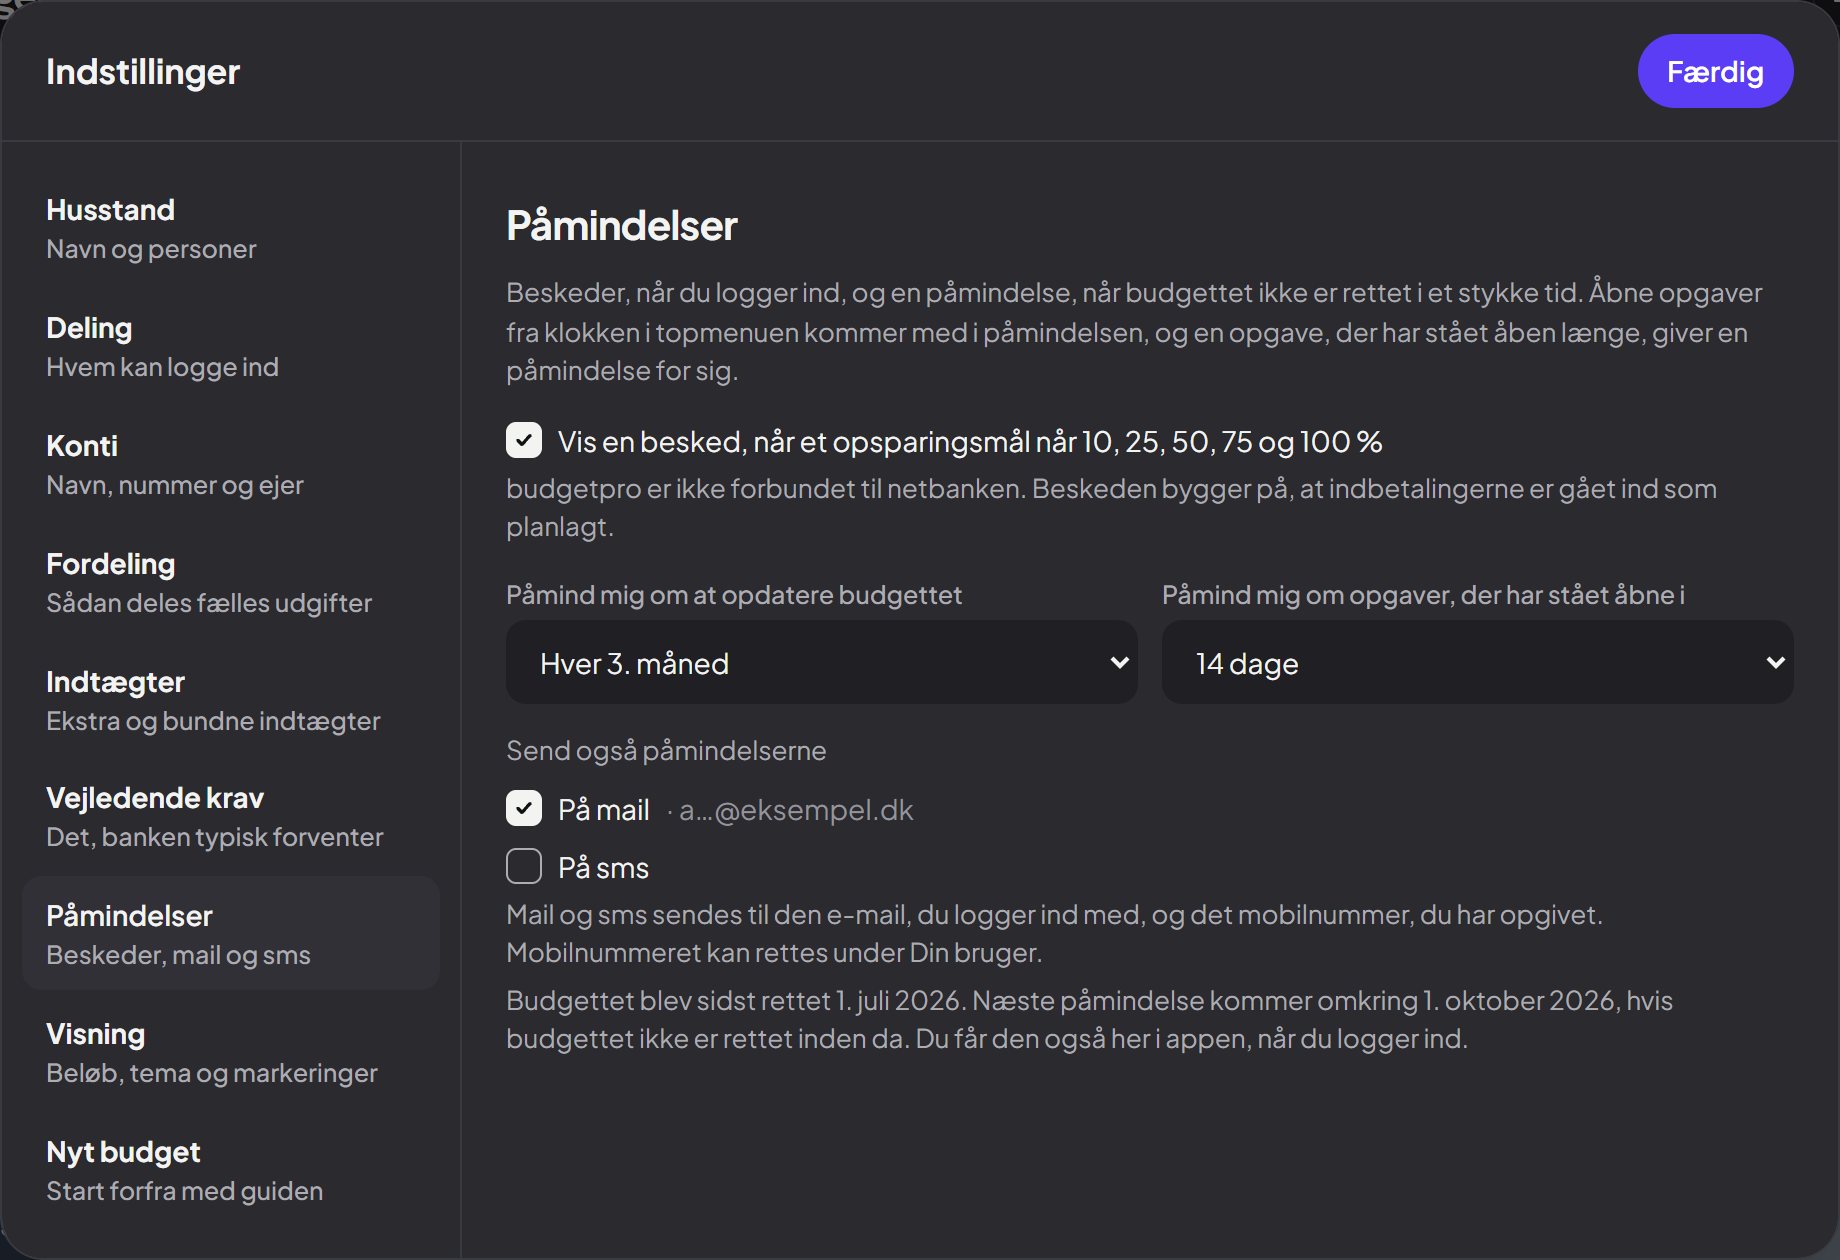 Indstillinger
Færdig
Husstand
Navn og personer
Deling
Hvem kan logge ind
Konti
Navn, nummer og ejer
Fordeling
Sådan deles fælles udgifter
Indtægter
Ekstra og bundne indtægter
Vejledende krav
Det, banken typisk forventer
Påmindelser
Beskeder, mail og sms
Visning
Beløb, tema og markeringer
Nyt budget
Start forfra med guiden
Påmindelser
Beskeder, når du logger ind, og en påmindelse, når budgettet ikke er rettet i et stykke tid. Åbne opgaver
fra klokken i topmenuen kommer med i påmindelsen, og en opgave, der har stået åben længe, giver en
påmindelse for sig.
Vis en besked, når et opsparingsmål når 10, 25, 50, 75 og 100 %
budgetpro er ikke forbundet til netbanken. Beskeden bygger på, at indbetalingerne er gået ind som
planlagt.
Påmind mig om at opdatere budgettet
Hver 3. måned
Påmind mig om opgaver, der har stået åbne i
14 dage
Send også påmindelserne
På mail · a...@eksempel.dk
På sms
Mail og sms sendes til den e-mail, du logger ind med, og det mobilnummer, du har opgivet.
Mobilnummeret kan rettes under Din bruger.
Budgettet blev sidst rettet 1. juli 2026. Næste påmindelse kommer omkring 1. oktober 2026, hvis
budgettet ikke er rettet inden da. Du får den også her i appen, når du logger ind.